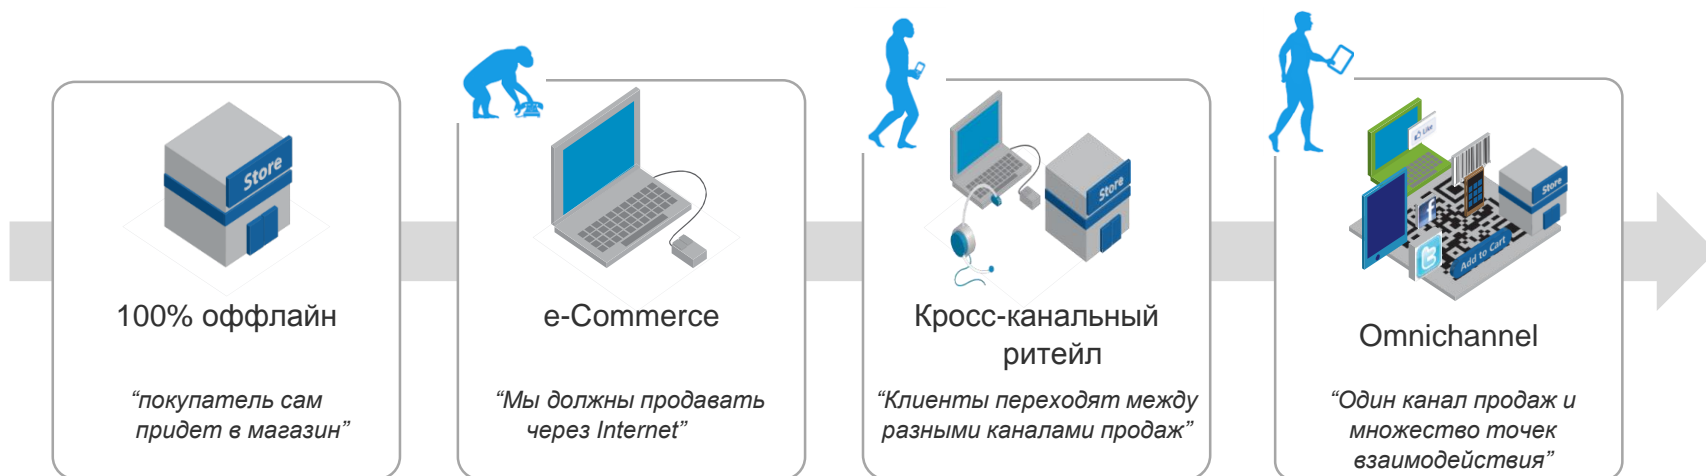 Store
100% оффлайн
“покупатель сам
придет в магазин”
e-Commerce
“Мы должны продавать
через Internet”
Store
Кросс-канальный
ритейл
“Клиенты переходят между
разными каналами продаж”
Like
Store
f
t
Add to Cart
Omnichannel
“Один канал продаж и
множество точек
взаимодействия”